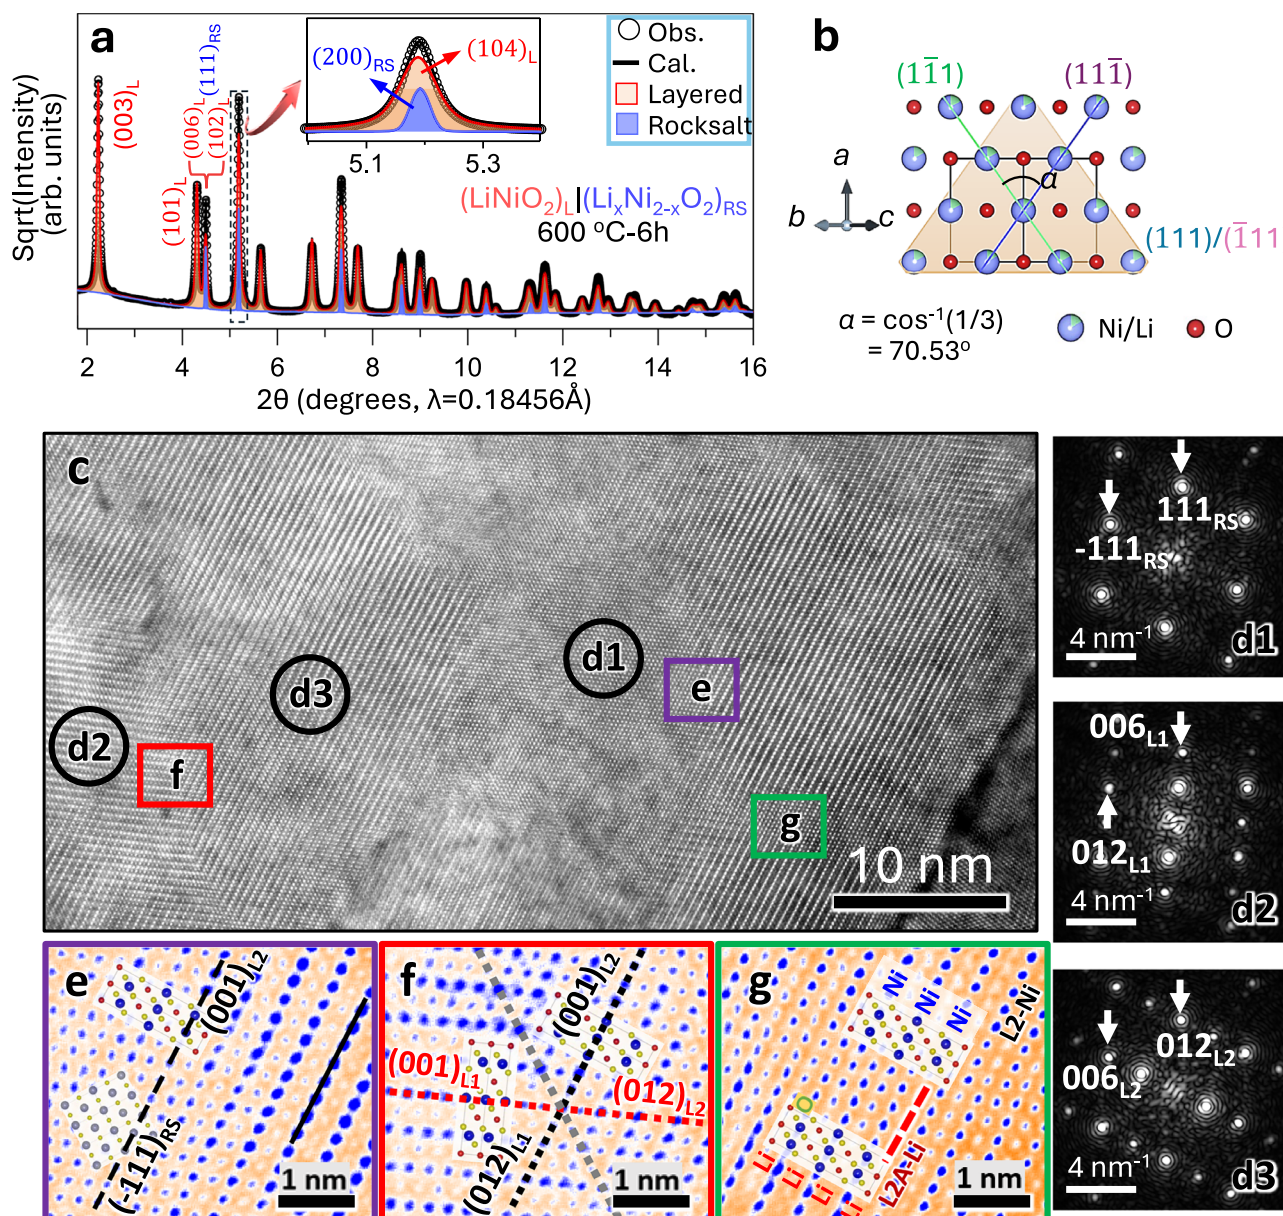 a
Sqrt(Intensity)
(arb. units)
(003)L
(101)L
(006)L
(102)L
(111)RS
(200)RS
(104)L
5.1
5.3
Obs.
Cal.
Layered
Rocksalt
(LiNiO2)L|(LixNi2-xO2)RS
600 °C-6h
2
4
6
8
10
12
14
16
2θ (degrees, λ=0.18456Å)
b
(11̅1)
(111̅)
a
b
c
α
(111)/(1̅11)
α = cos-1(1/3)
= 70.53o
Ni/Li
O
c
d1
d2
d3
e
f
g
10 nm
111RS
-111RS
4 nm-1
d1
006L1
012L1
4 nm-1
d2
012L2
006L2
4 nm-1
d3
e
(001)L2
(-111)RS
1 nm
f
(001)L2
(001)L1
(012)L2
(012)L1
1 nm
g
Ni
Ni
Ni
L2-Ni
Li
Li
Li
Li
L2A-Li
1 nm